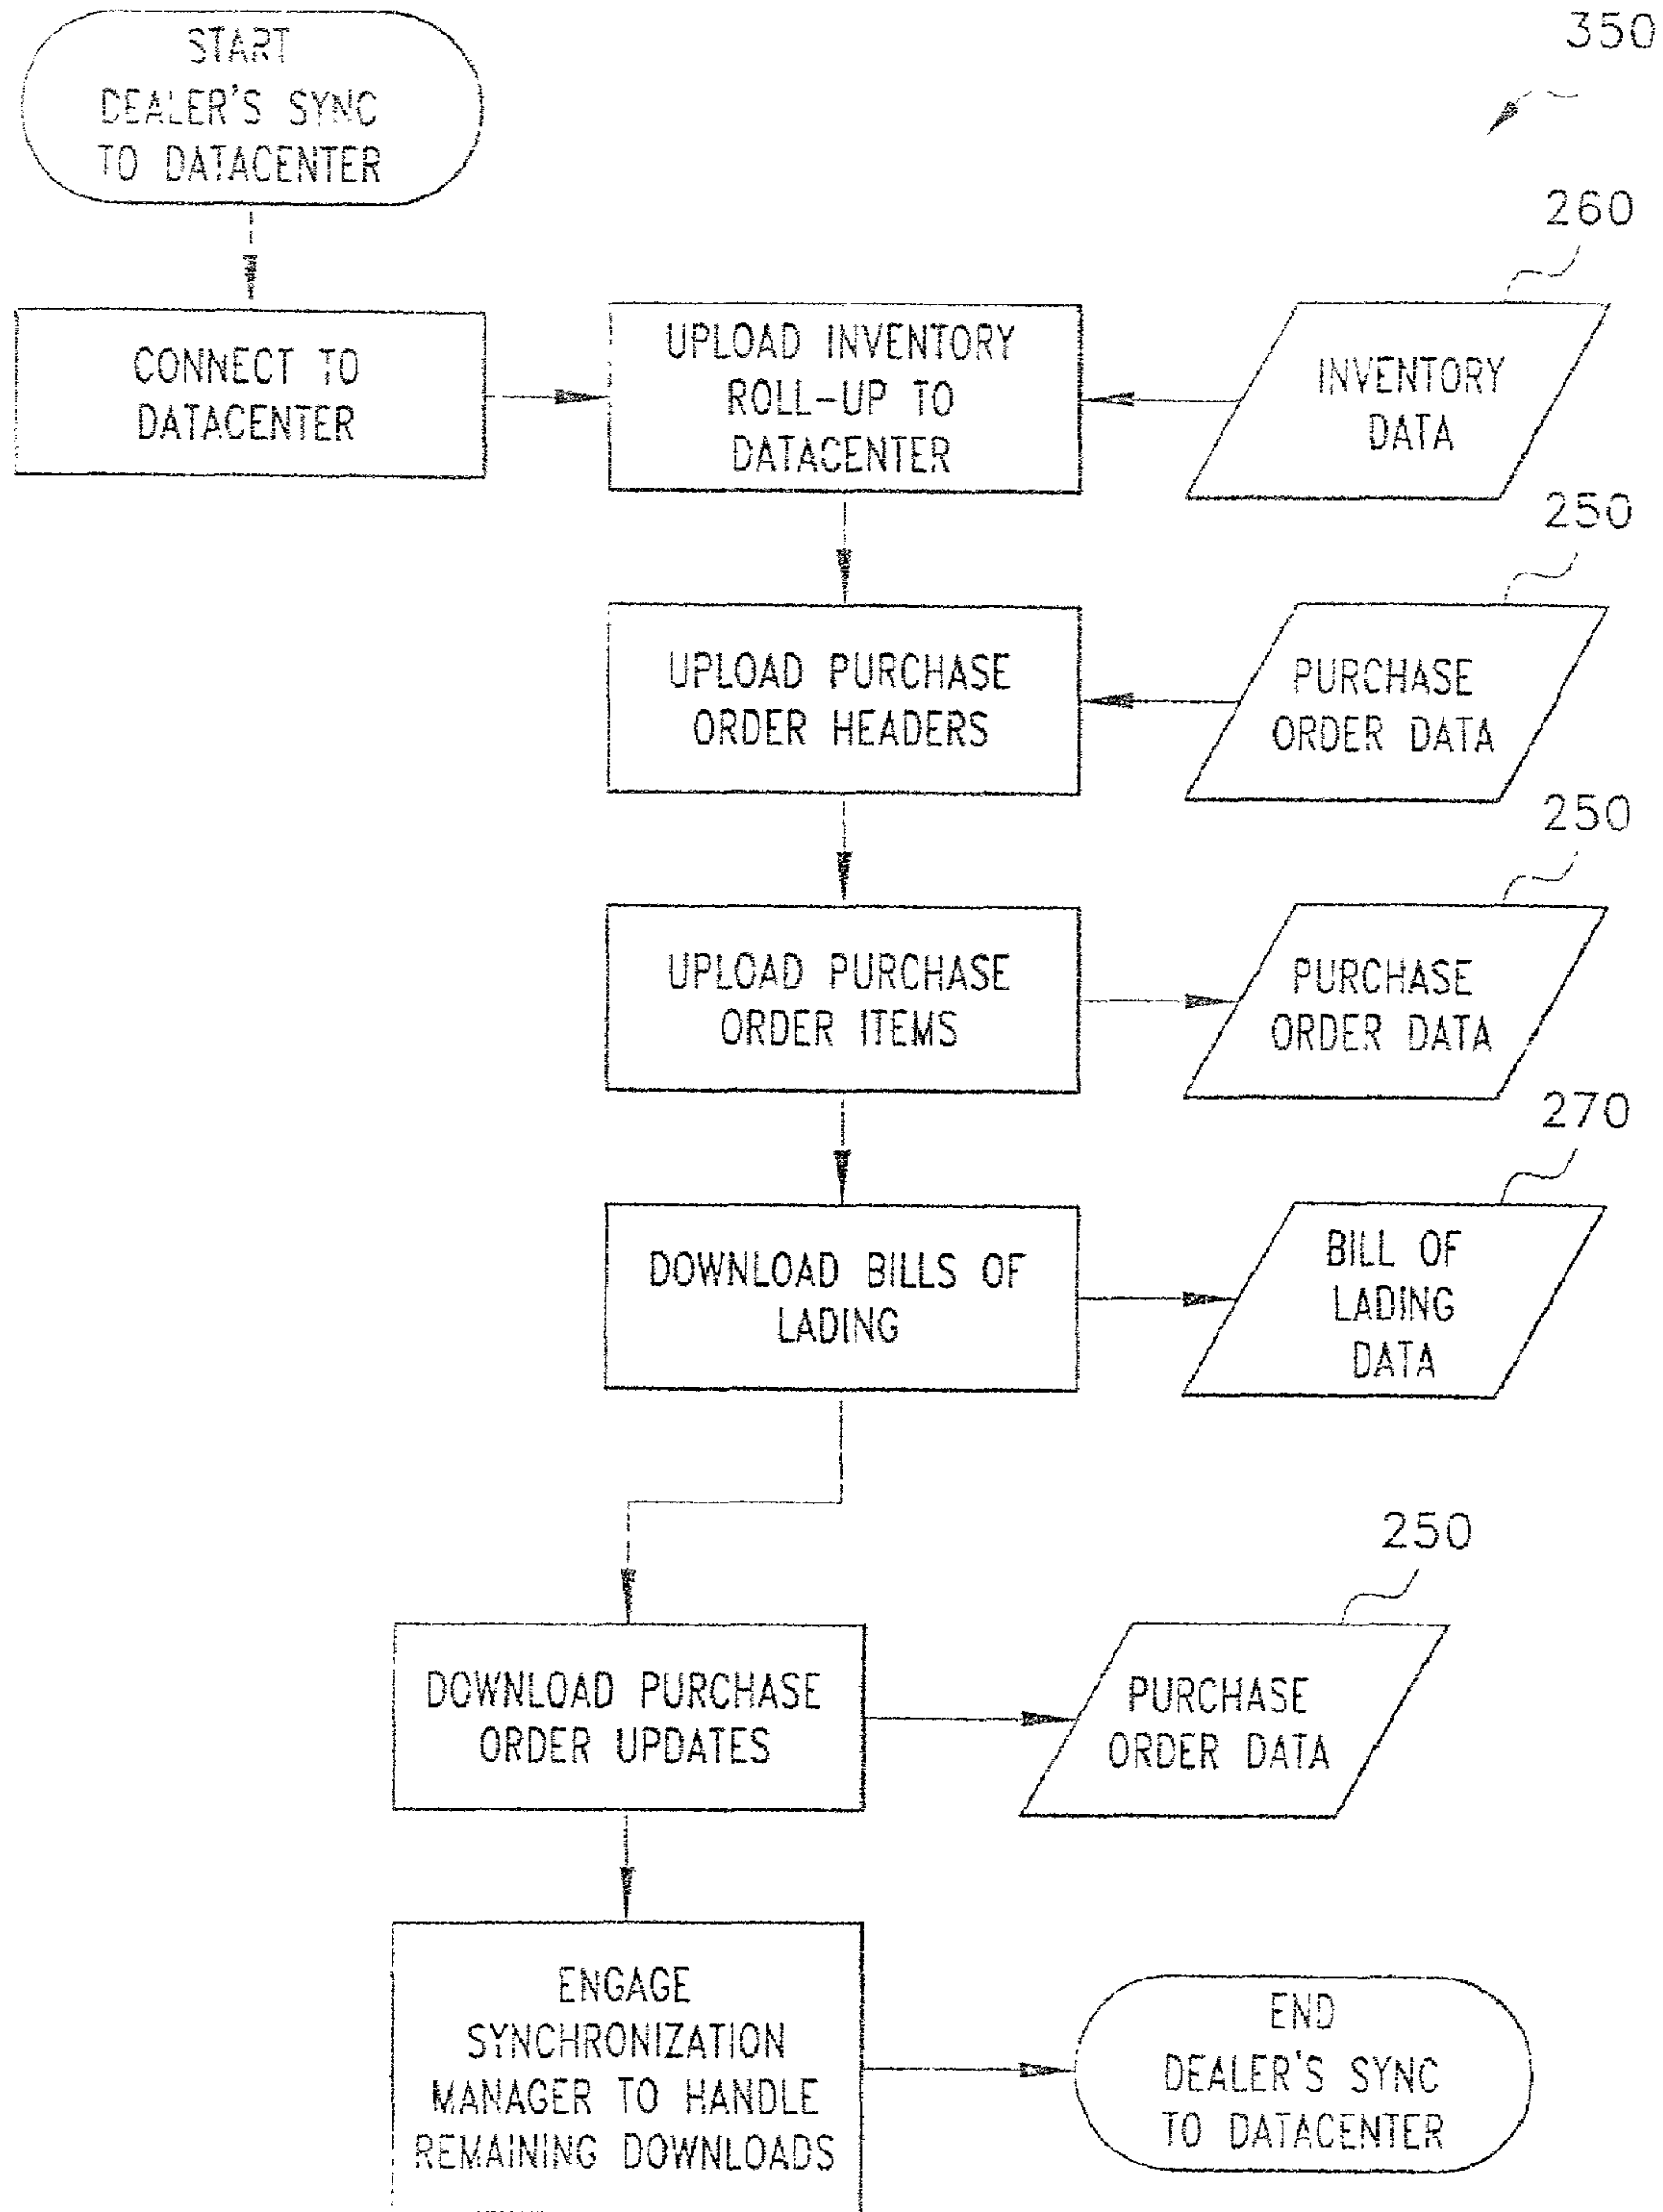 350
START
DEALER'S SYNC
TO DATACENTER
260
CONNECT TO
DATACENTER
UPLOAD INVENTORY
ROLL-UP TO
DATACENTER
INVENTORY
DATA
250
UPLOAD PURCHASE
ORDER HEADERS
PURCHASE
ORDER DATA
250
UPLOAD PURCHASE
ORDER ITEMS
PURCHASE
ORDER DATA
270
DOWNLOAD BILLS OF
LADING
BILL OF
LADING
DATA
250
DOWNLOAD PURCHASE
ORDER UPDATES
PURCHASE
ORDER DATA
ENGAGE
SYNCHRONIZATION
MANAGER TO HANDLE
REMAINING DOWNLOADS
END
DEALER'S SYNC
TO DATACENTER